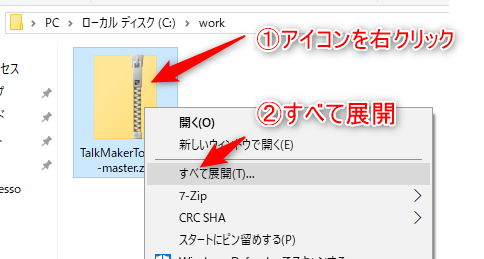 PC > ローカル ディスク (C:) > work
①アイコンを右クリック
セス
プ
ド
esso
TalkMakerTo
-master.z
②すべて展開
開く(O)
新しいウィンドウで開く(E)
すべて展開(T)...
7-Zip
CRC SHA
スタートにピン留めする(P)